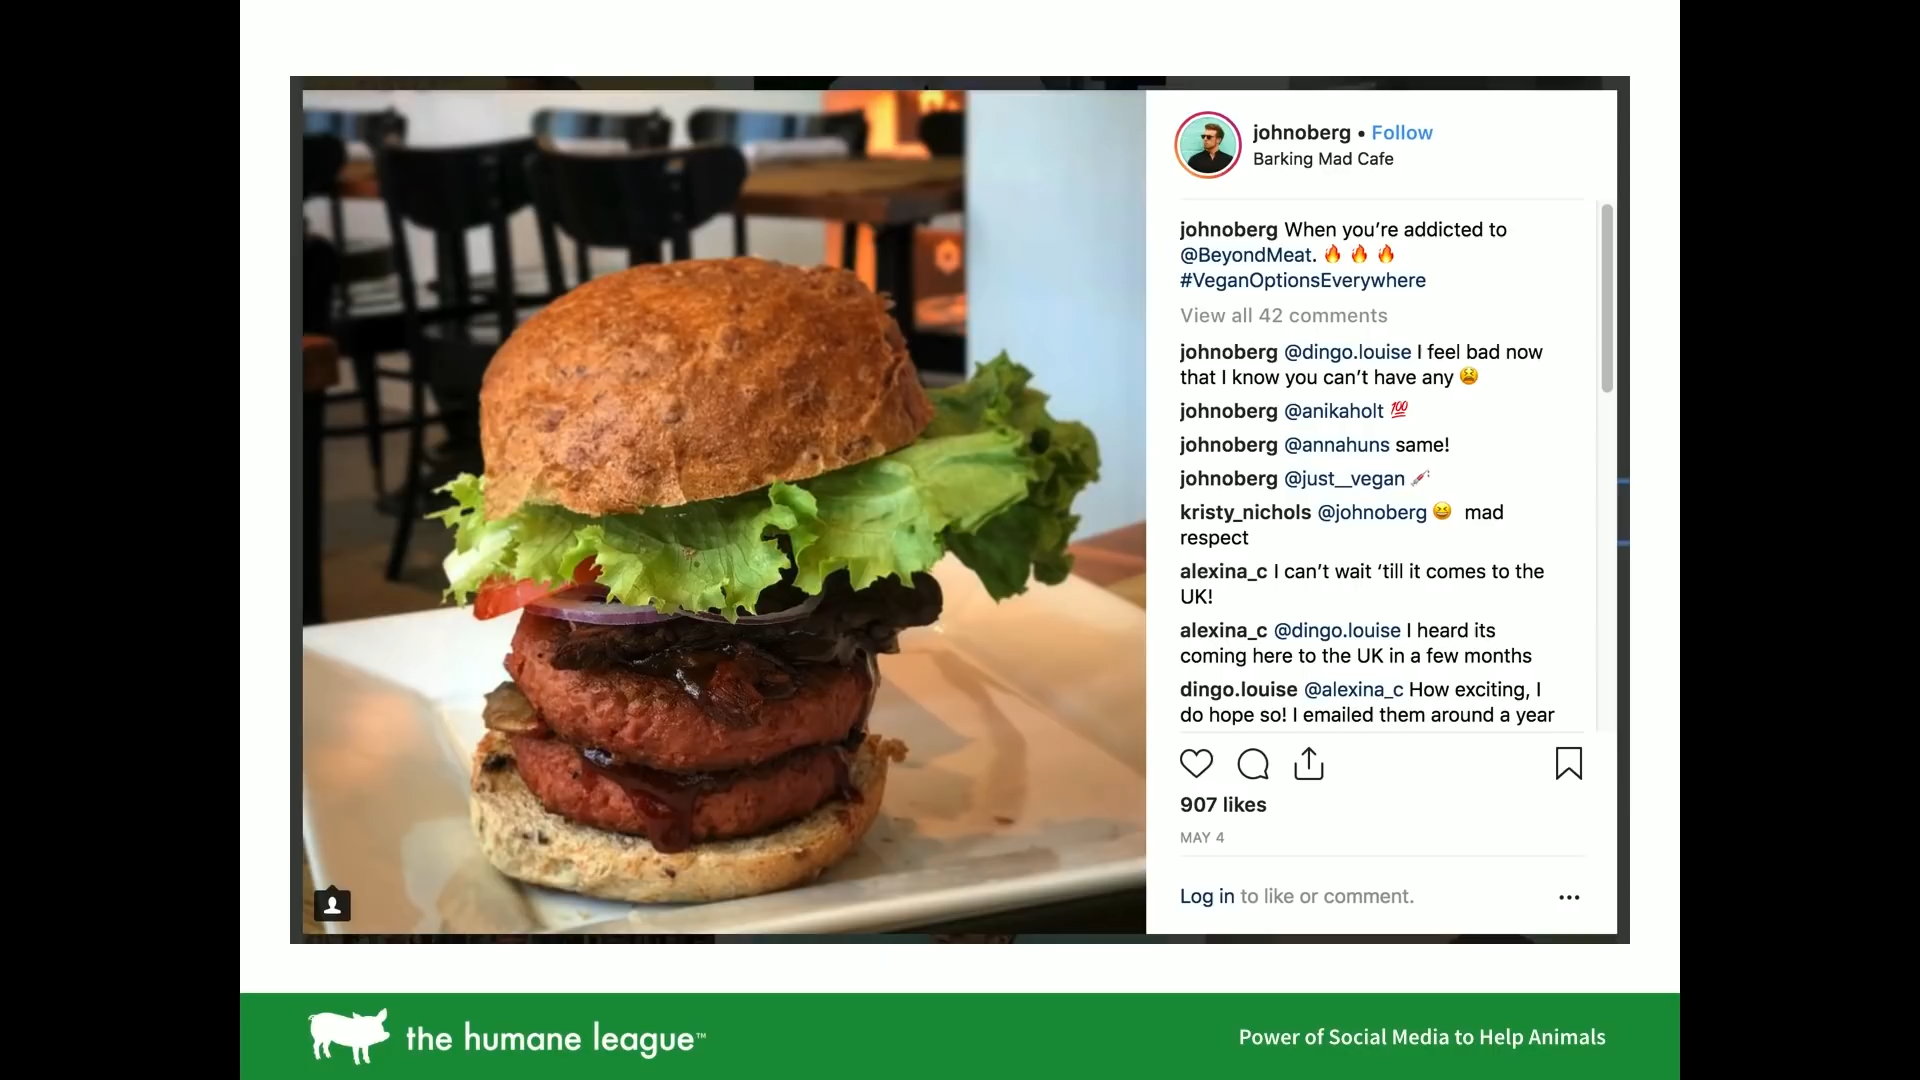 johnoberg • Follow
Barking Mad Cafe
johnoberg When you’re addicted to
@BeyondMeat. 🔥 🔥 🔥
#VeganOptionsEverywhere
View all 42 comments
johnoberg @dingo.louise I feel bad now
that I know you can’t have any 😫
johnoberg @anikaholt 💯
johnoberg @annahuns same!
johnoberg @just__vegan 💉
kristy_nichols @johnoberg 😆 mad
respect
alexina_c I can’t wait ‘till it comes to the
UK!
alexina_c @dingo.louise I heard its
coming here to the UK in a few months
dingo.louise @alexina_c How exciting, I
do hope so! I emailed them around a year
907 likes
MAY 4
Log in to like or comment.
the humane league™
Power of Social Media to Help Animals